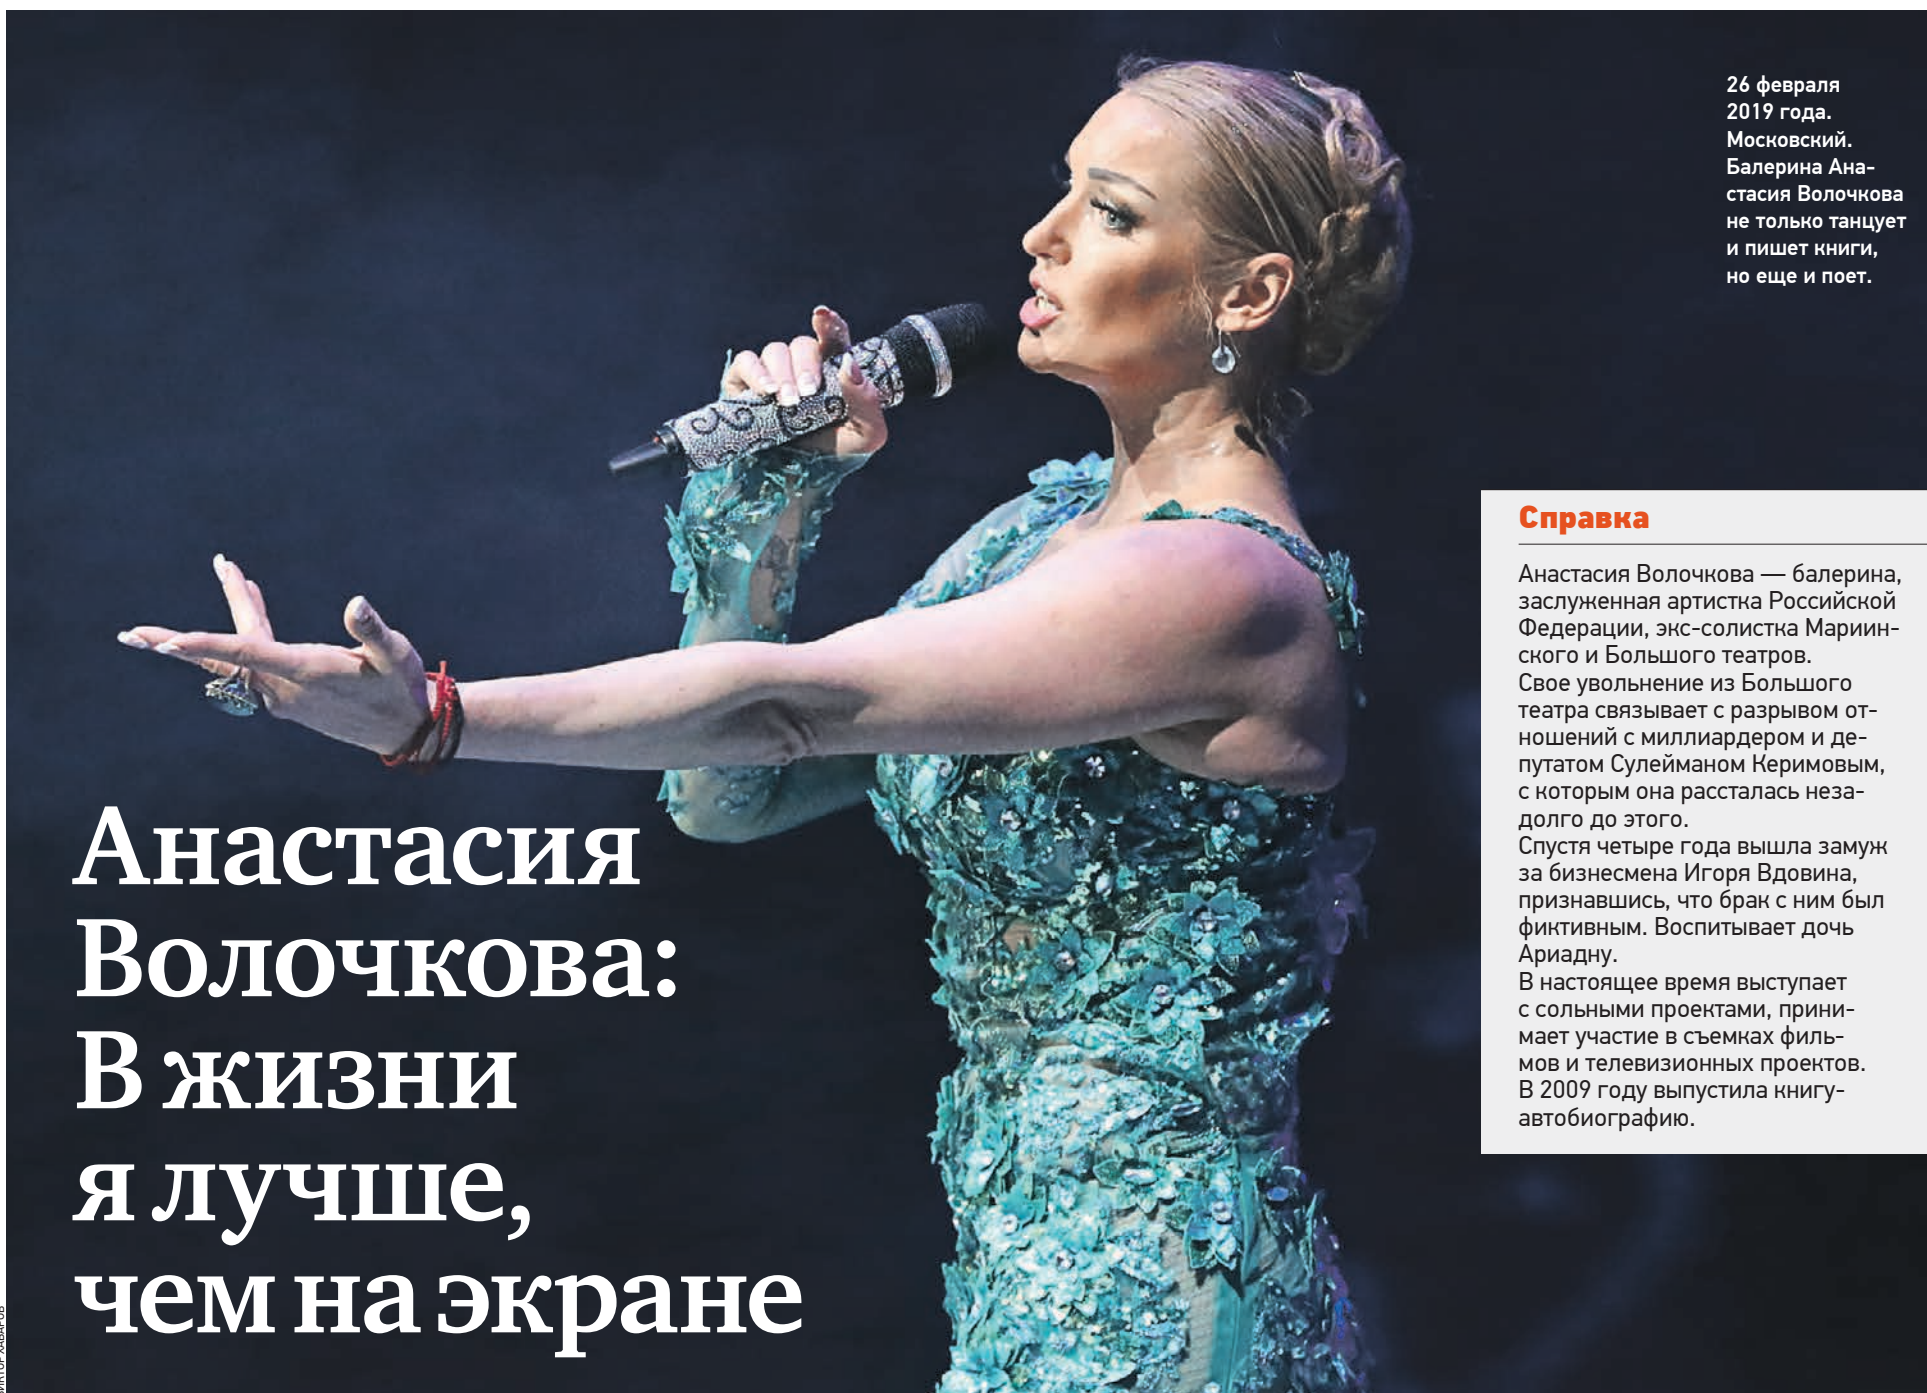 26 февраля
2019 года.
Московский.
Балерина Ана-
стасия Волочкова
не только танцует
и пишет книги,
но еще и поет.
Справка
Анастасия Волочкова — балерина,
заслуженная артистка Российской
Федерации, экс-солистка Мариин-
ского и Большого театров.
Свое увольнение из Большого
театра связывает с разрывом от-
ношений с миллиардером и де-
путатом Сулейманом Керимовым,
с которым она рассталась неза-
долго до этого.
Спустя четыре года вышла замуж
за бизнесмена Игоря Вдовина,
признавшись, что брак с ним был
фиктивным. Воспитывает дочь
Ариадну.
В настоящее время выступает
с сольными проектами, прини-
мает участие в съемках филь-
мов и телевизионных проектов.
В 2009 году выпустила книгу-
автобиографию.
Анастасия
Волочкова:
В жизни
я лучше,
чем на экране